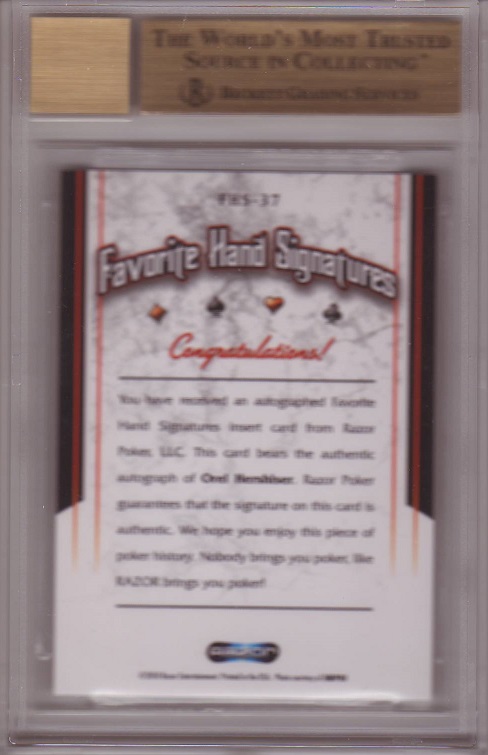 The World's Most Trusted
Source in Collecting™
Beckett Grading Services
FHS-37
Favorite Hand Signatures
Congratulations!
You have received an autographed Favorite
Hand Signatures insert card from Razor
Poker, LLC. This card bears the authentic
autograph of Orel Hershiser. Razor Poker
guarantees that the signature on this card is
authentic. We hope you enjoy this piece of
poker history. Nobody brings you poker, like
RAZOR brings you poker!
RAZOR